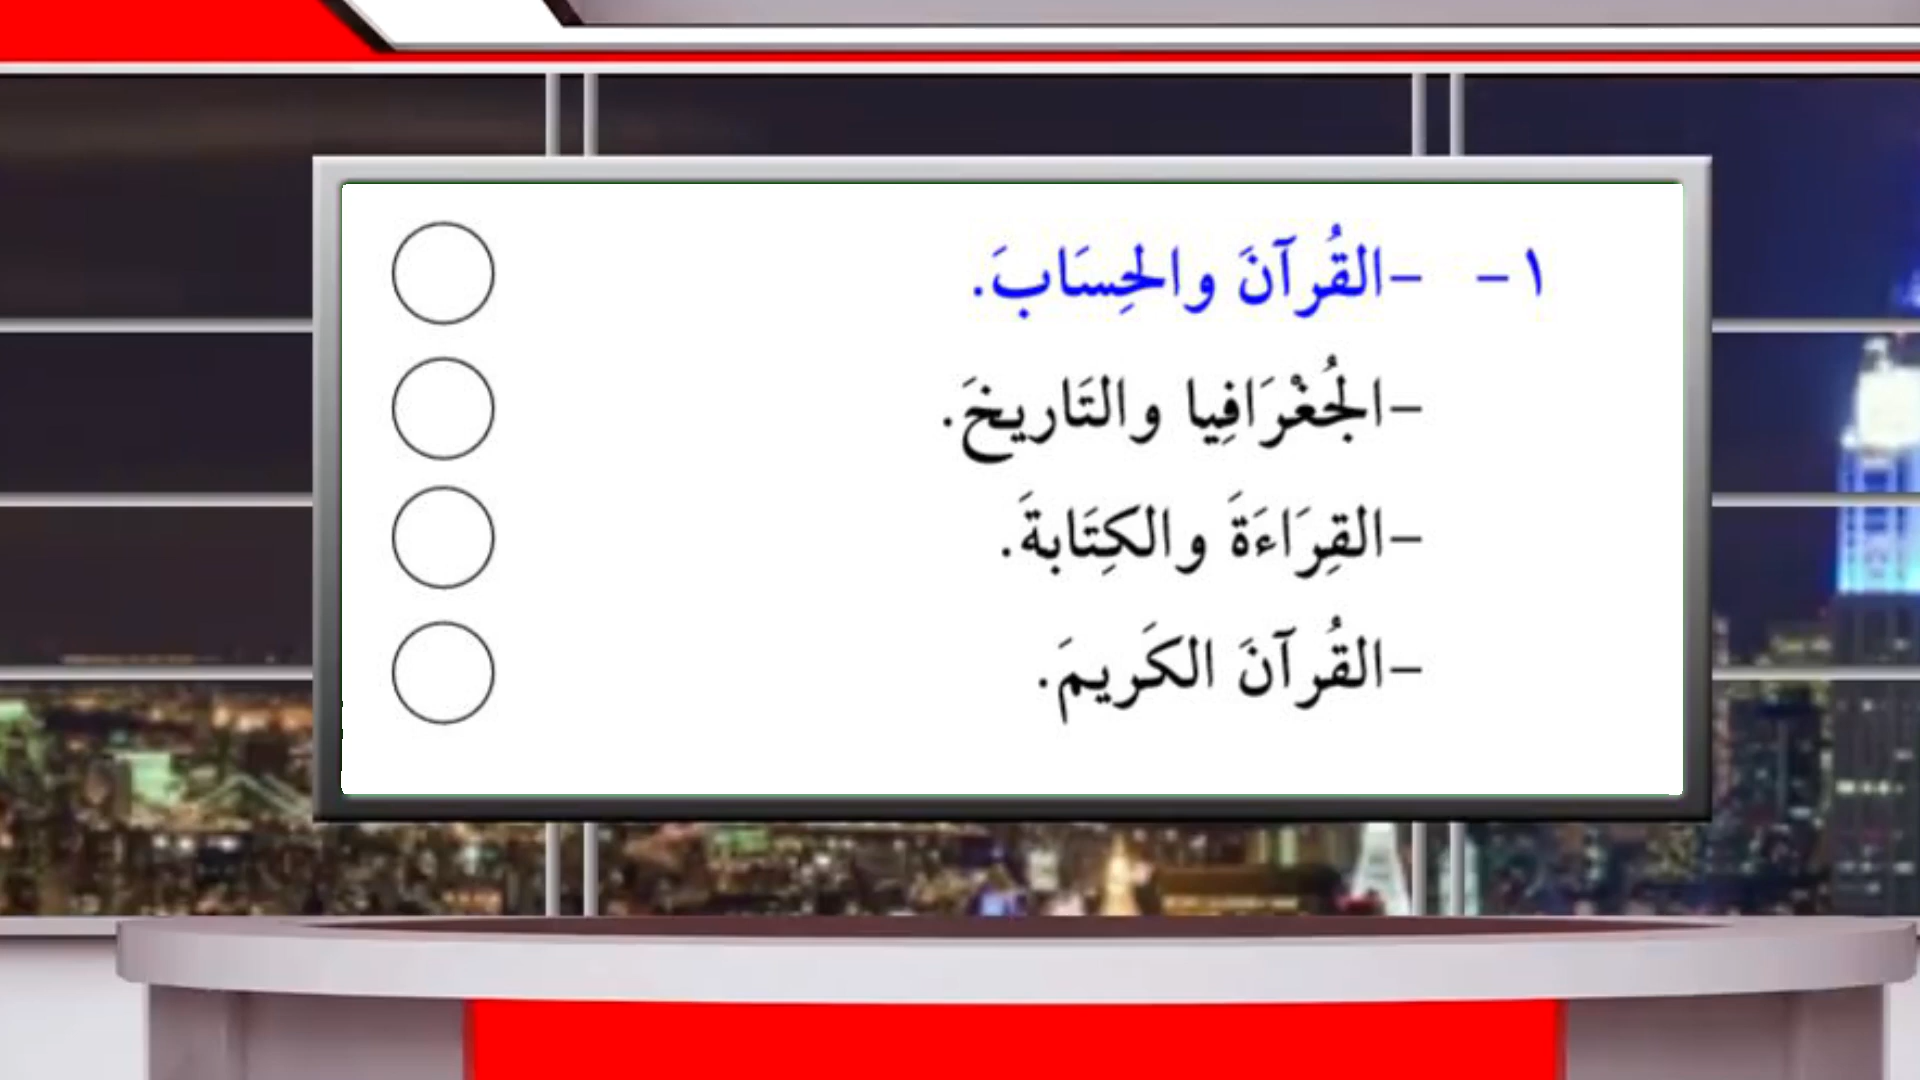 ١- -القُرآنَ والحِسَابَ.
-الجُغْرَافِيا والتَاريخَ.
-القِرَاءَةَ والكِتَابةَ.
-القُرآنَ الكَريمَ.